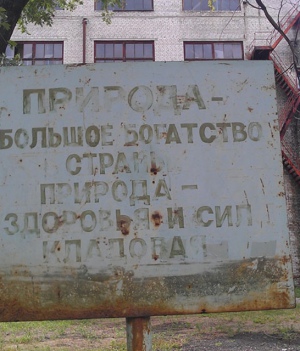 ПРИРОДА -
БОЛЬШОЕ БОГАТСТВО
СТРАНЫ
ПРИРОДА -
ЗДОРОВЬЯ И СИЛ
КЛАДОВАЯ